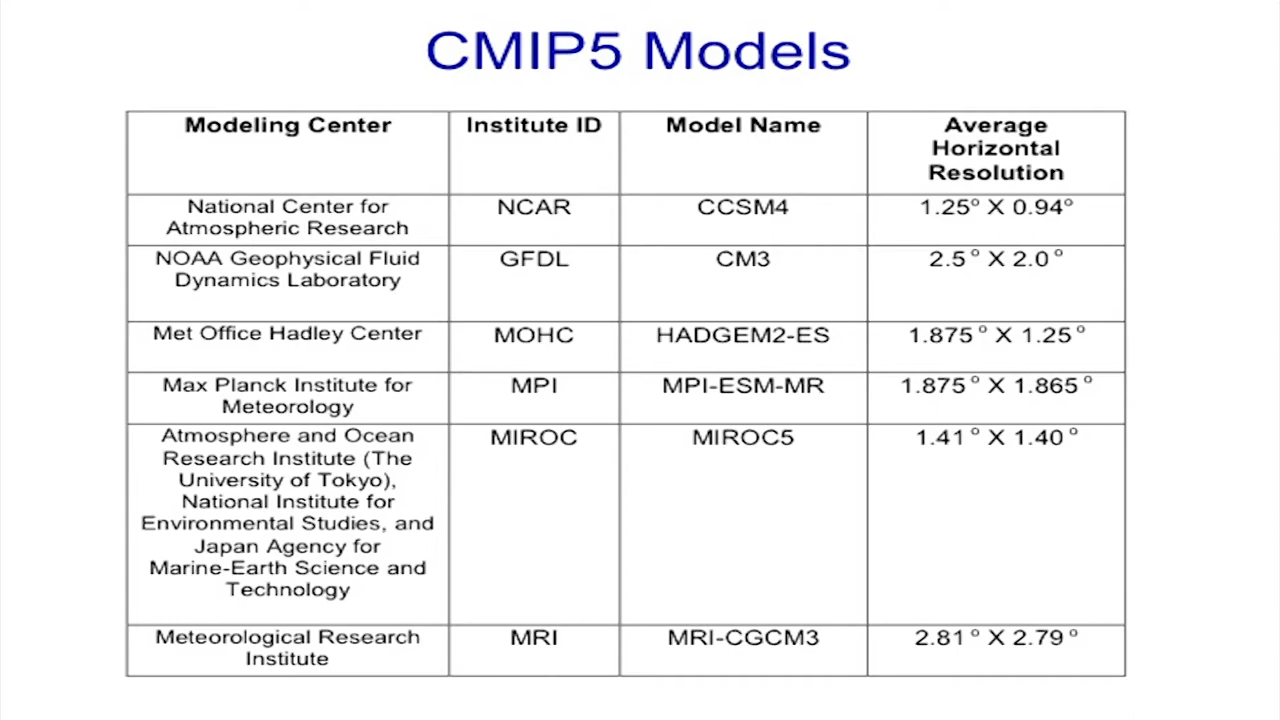 CMIP5 Models
Modeling Center
Institute ID
Model Name
Average
Horizontal
Resolution
National Center for
Atmospheric Research
NCAR
CCSM4
1.25° X 0.94°
NOAA Geophysical Fluid
Dynamics Laboratory
GFDL
CM3
2.5° X 2.0°
Met Office Hadley Center
MOHC
HADGEM2-ES
1.875° X 1.25°
Max Planck Institute for
Meteorology
MPI
MPI-ESM-MR
1.875° X 1.865°
Atmosphere and Ocean
Research Institute (The
University of Tokyo),
National Institute for
Environmental Studies, and
Japan Agency for
Marine-Earth Science and
Technology
MIROC
MIROC5
1.41° X 1.40°
Meteorological Research
Institute
MRI
MRI-CGCM3
2.81° X 2.79°